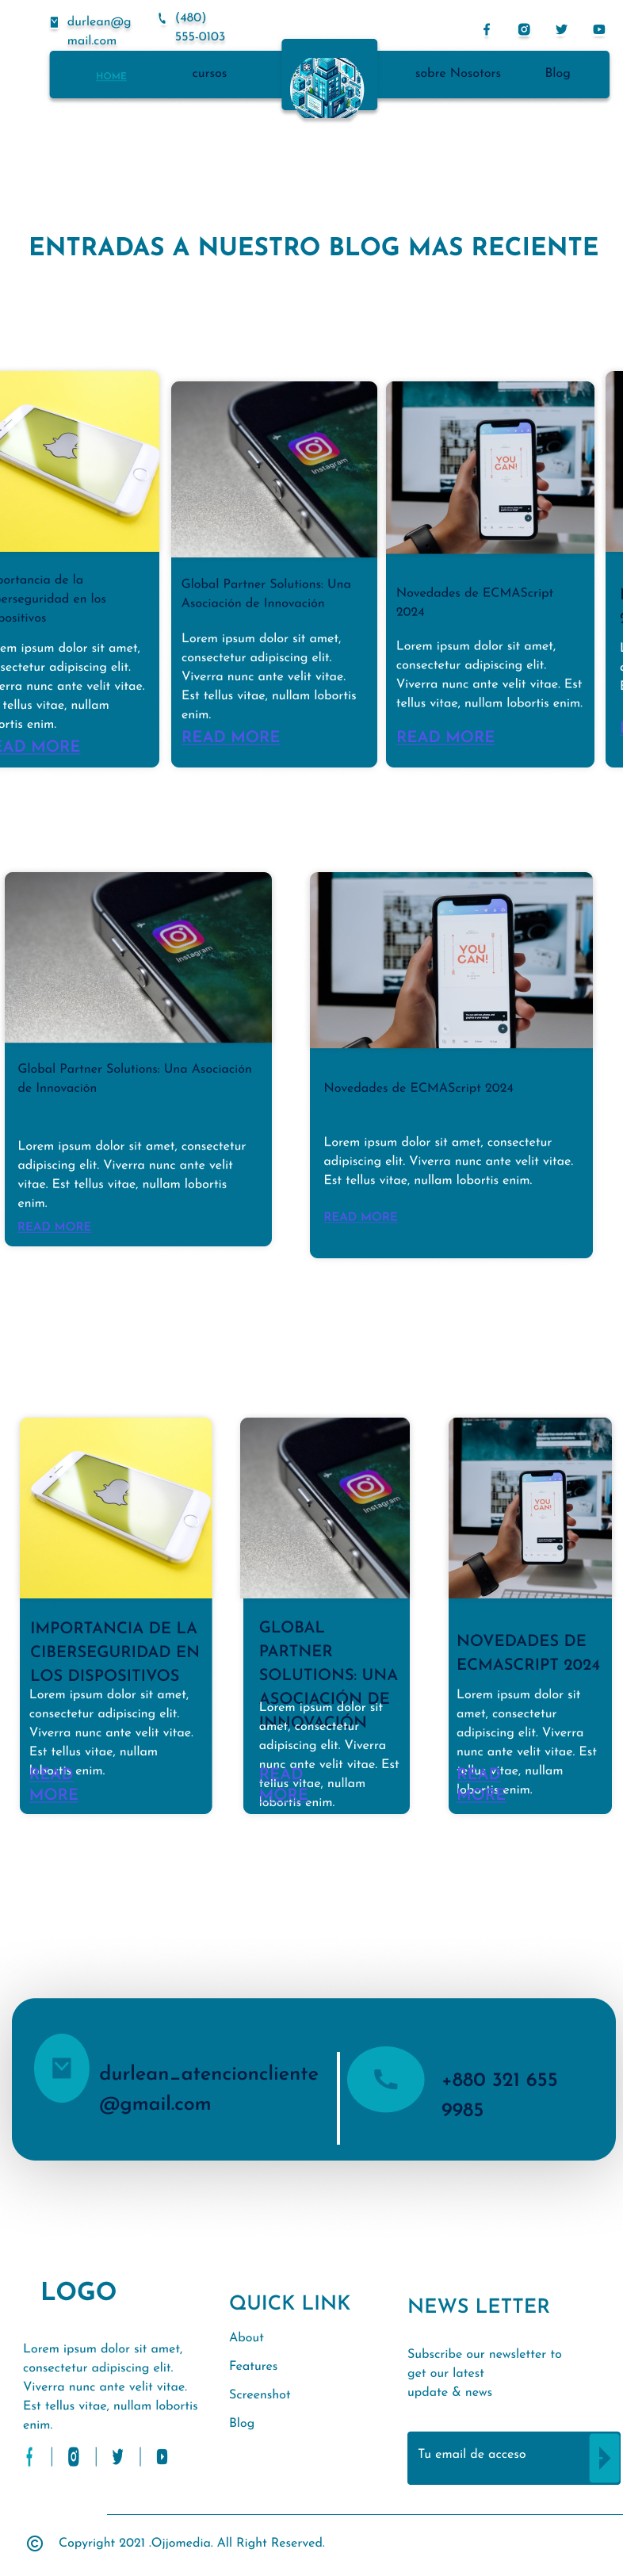 durlean@g
mail.com
(480)
555-0103
HOME
cursos
sobre Nosotors
Blog
ENTRADAS A NUESTRO BLOG MAS RECIENTE
Instagram
YOU
CAN!
portancia de la
erseguridad en los
positivos
em ipsum dolor sit amet,
sectetur adipiscing elit.
erra nunc ante velit vitae.
tellus vitae, nullam
ortis enim.
EAD MORE
Global Partner Solutions: Una
Asociación de Innovación
Lorem ipsum dolor sit amet,
consectetur adipiscing elit.
Viverra nunc ante velit vitae.
Est tellus vitae, nullam lobortis
enim.
READ MORE
Novedades de ECMAScript
2024
Lorem ipsum dolor sit amet,
consectetur adipiscing elit.
Viverra nunc ante velit vitae. Est
tellus vitae, nullam lobortis enim.
READ MORE
Instagram
YOU
CAN!
Global Partner Solutions: Una Asociación
de Innovación
Lorem ipsum dolor sit amet, consectetur
adipiscing elit. Viverra nunc ante velit
vitae. Est tellus vitae, nullam lobortis
enim.
READ MORE
Novedades de ECMAScript 2024
Lorem ipsum dolor sit amet, consectetur
adipiscing elit. Viverra nunc ante velit vitae.
Est tellus vitae, nullam lobortis enim.
READ MORE
Instagram
YOU
CAN!
IMPORTANCIA DE LA
CIBERSEGURIDAD EN
LOS DISPOSITIVOS
Lorem ipsum dolor sit amet,
consectetur adipiscing elit.
Viverra nunc ante velit vitae.
Est tellus vitae, nullam
lobortis enim.
READ
MORE
GLOBAL
PARTNER
SOLUTIONS: UNA
ASOCIACIÓN DE
INNOVACIÓN
Lorem ipsum dolor sit
amet, consectetur
adipiscing elit. Viverra
nunc ante velit vitae. Est
tellus vitae, nullam
lobortis enim.
READ
MORE
NOVEDADES DE
ECMASCRIPT 2024
Lorem ipsum dolor sit
amet, consectetur
adipiscing elit. Viverra
nunc ante velit vitae. Est
tellus vitae, nullam
lobortis enim.
READ
MORE
durlean_atencioncliente
@gmail.com
+880 321 655
9985
LOGO
Lorem ipsum dolor sit amet,
consectetur adipiscing elit.
Viverra nunc ante velit vitae.
Est tellus vitae, nullam lobortis
enim.
QUICK LINK
About
Features
Screenshot
Blog
NEWS LETTER
Subscribe our newsletter to
get our latest
update & news
Tu email de acceso
© Copyright 2021 .Ojjomedia. All Right Reserved.